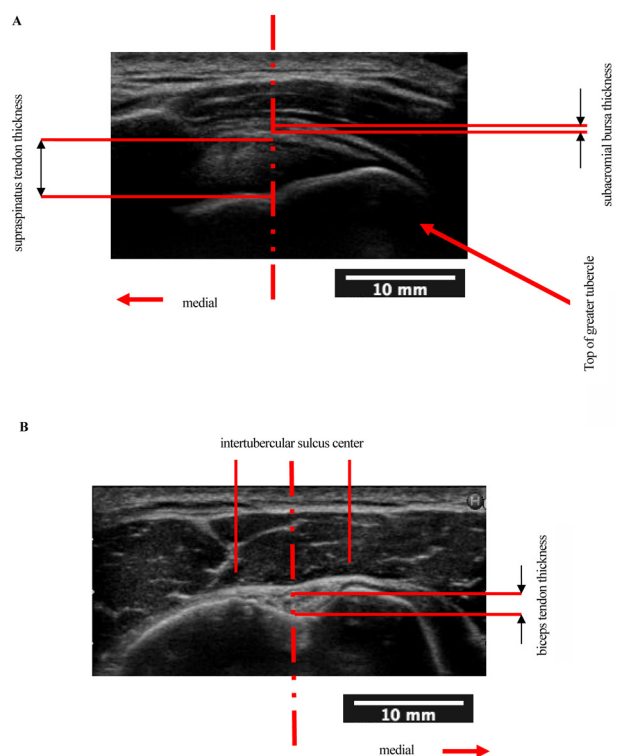 A
supraspinatus tendon thickness
subacromial bursa thickness
10 mm
medial
Top of greater tubercle
B
intertubercular sulcus center
H
biceps tendon thickness
10 mm
medial